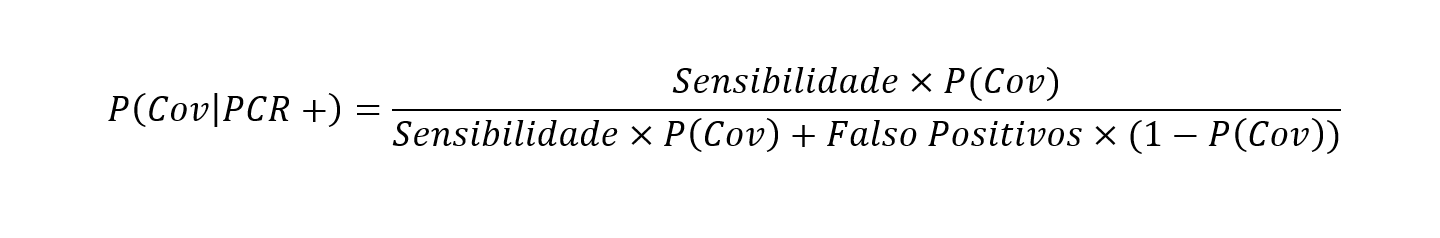 Sensibilidade × P(Cov)
P(Cov|PCR +) =
Sensibilidade × P(Cov) + Falso Positivos × (1 − P(Cov))